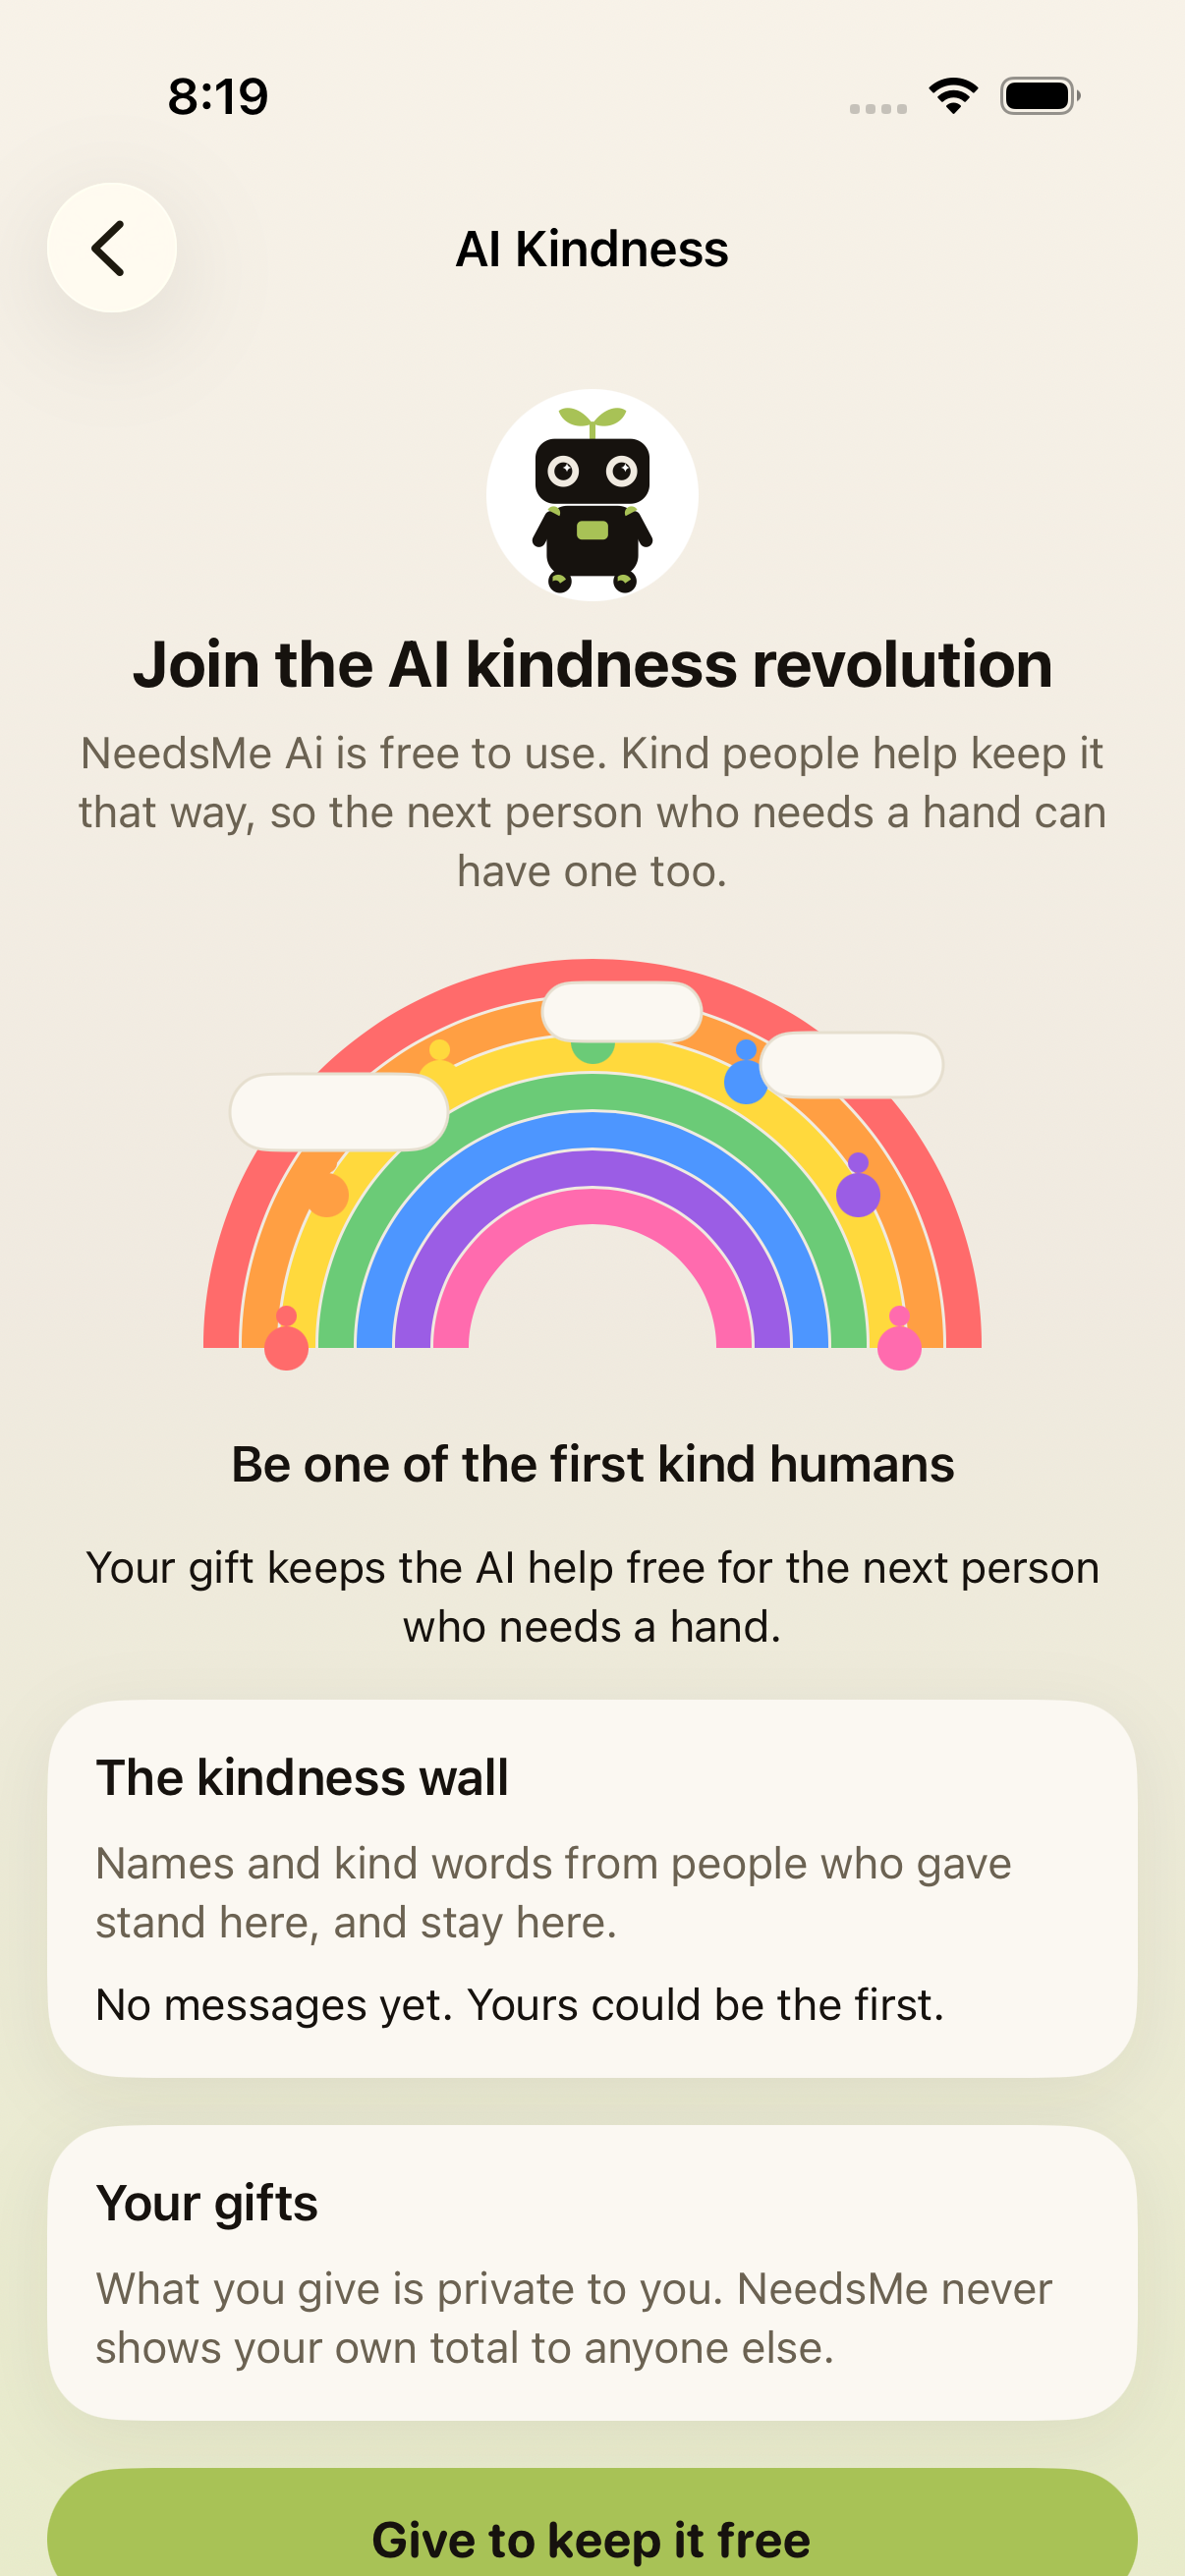 8:19
AI Kindness
Join the AI kindness revolution
NeedsMe Ai is free to use. Kind people help keep it
that way, so the next person who needs a hand can
have one too.
Be one of the first kind humans
Your gift keeps the AI help free for the next person
who needs a hand.
The kindness wall
Names and kind words from people who gave
stand here, and stay here.
No messages yet. Yours could be the first.
Your gifts
What you give is private to you. NeedsMe never
shows your own total to anyone else.
Give to keep it free